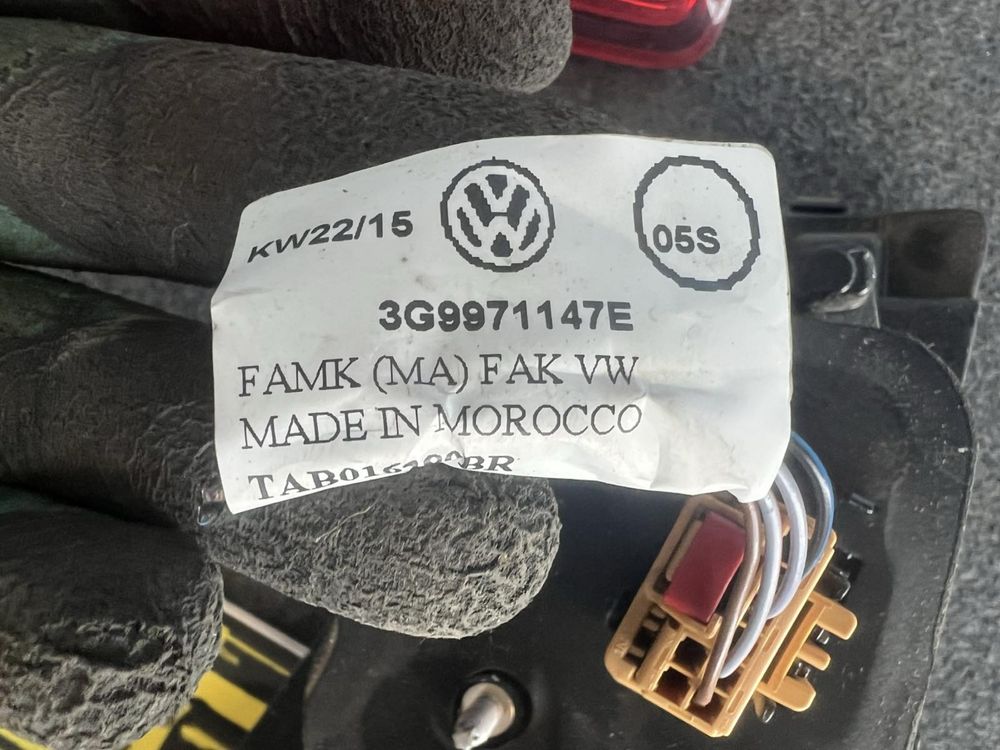 KW22/15
05S
3G9971147E
FAMK (MA) FAK VW
MADE IN MOROCCO